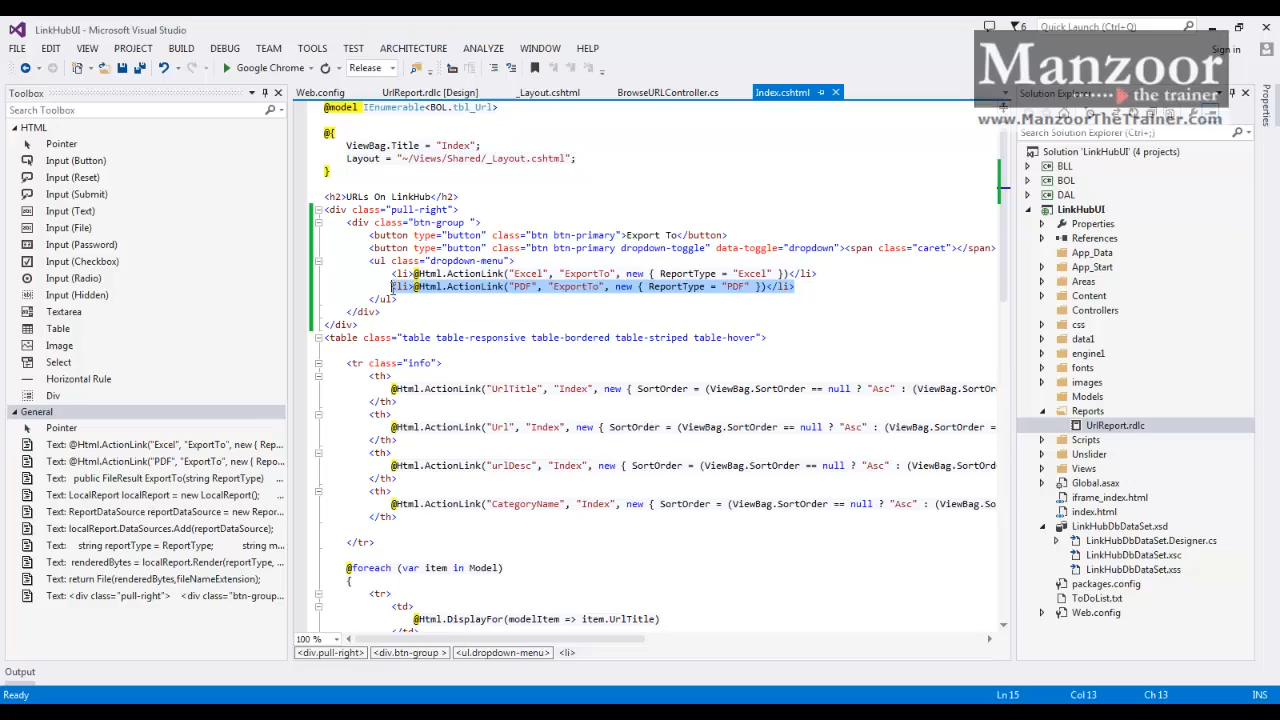 LinkHubUI - Microsoft Visual Studio
6
Quick Launch (Ctrl+Q)
FILE EDIT VIEW PROJECT BUILD DEBUG TEAM TOOLS TEST ARCHITECTURE ANALYZE WINDOW HELP
Sign in
Google Chrome
Release
Manzoor
the trainer
www.ManzoorTheTrainer.com
Toolbox
Search Toolbox
HTML
Pointer
Input (Button)
Input (Reset)
Input (Submit)
Input (Text)
Input (File)
Input (Password)
Input (Checkbox)
Input (Radio)
Input (Hidden)
Textarea
Table
Image
Select
Horizontal Rule
Div
General
Pointer
Text: @Html.ActionLink("Excel", "ExportTo", new { Rep...
Text: @Html.ActionLink("PDF", "ExportTo", new { Repo...
Text:   public FileResult ExportTo(string ReportType)
Text: LocalReport localReport = new LocalReport();
Text: ReportDataSource reportDataSource = new Repor...
Text: localReport.DataSources.Add(reportDataSource);
Text:   string reportType = ReportType;   string m...
Text:   renderedBytes = localReport.Render(reportType, ...
Text: return File(renderedBytes,fileNameExtension);
Text: <div class="pull-right">   <div class="btn-group...
Web.config UrlReport.rdlc [Design] _Layout.cshtml BrowseURLController.cs Index.cshtml
@model IEnumerable<BOL.tbl_Url>
@{
ViewBag.Title = "Index";
Layout = "~/Views/Shared/_Layout.cshtml";
}
<h2>URLs On LinkHub</h2>
<div class="pull-right">
<div class="btn-group ">
<button type="button" class="btn btn-primary">Export To</button>
<button type="button" class="btn btn-primary dropdown-toggle" data-toggle="dropdown"><span class="caret"></span>
<ul class="dropdown-menu">
<li>@Html.ActionLink("Excel", "ExportTo", new { ReportType = "Excel" })</li>
<li>@Html.ActionLink("PDF", "ExportTo", new { ReportType = "PDF" })</li>
</ul>
</div>
</div>
<table class="table table-responsive table-bordered table-striped table-hover">
<tr class="info">
<th>
@Html.ActionLink("UrlTitle", "Index", new { SortOrder = (ViewBag.SortOrder == null ? "Asc" : (ViewBag.SortOr
</th>
<th>
@Html.ActionLink("Url", "Index", new { SortOrder = (ViewBag.SortOrder == null ? "Asc" : (ViewBag.SortOrder =
</th>
<th>
@Html.ActionLink("urlDesc", "Index", new { SortOrder = (ViewBag.SortOrder == null ? "Asc" : (ViewBag.SortOrd
</th>
<th>
@Html.ActionLink("CategoryName", "Index", new { SortOrder = (ViewBag.SortOrder == null ? "Asc" : (ViewBag.So
</th>
</tr>
@foreach (var item in Model)
{
<tr>
<td>
@Html.DisplayFor(modelItem => item.UrlTitle)
</td>
100 %
<div.pull-right> <div.btn-group > <ul.dropdown-menu> <li>
Solution Explorer
Search Solution Explorer (Ctrl+;)
Solution 'LinkHubUI' (4 projects)
BLL
BOL
DAL
LinkHubUI
Properties
References
App_Data
App_Start
Areas
Content
Controllers
css
data1
engine1
fonts
images
Models
Reports
UrlReport.rdlc
Scripts
Unslider
Views
Global.asax
iframe_index.html
index.html
LinkHubDbDataSet.xsd
LinkHubDbDataSet.Designer.cs
LinkHubDbDataSet.xsc
LinkHubDbDataSet.xss
packages.config
ToDoList.txt
Web.config
Properties
Output
Ready
Ln 15 Col 13 Ch 13 INS